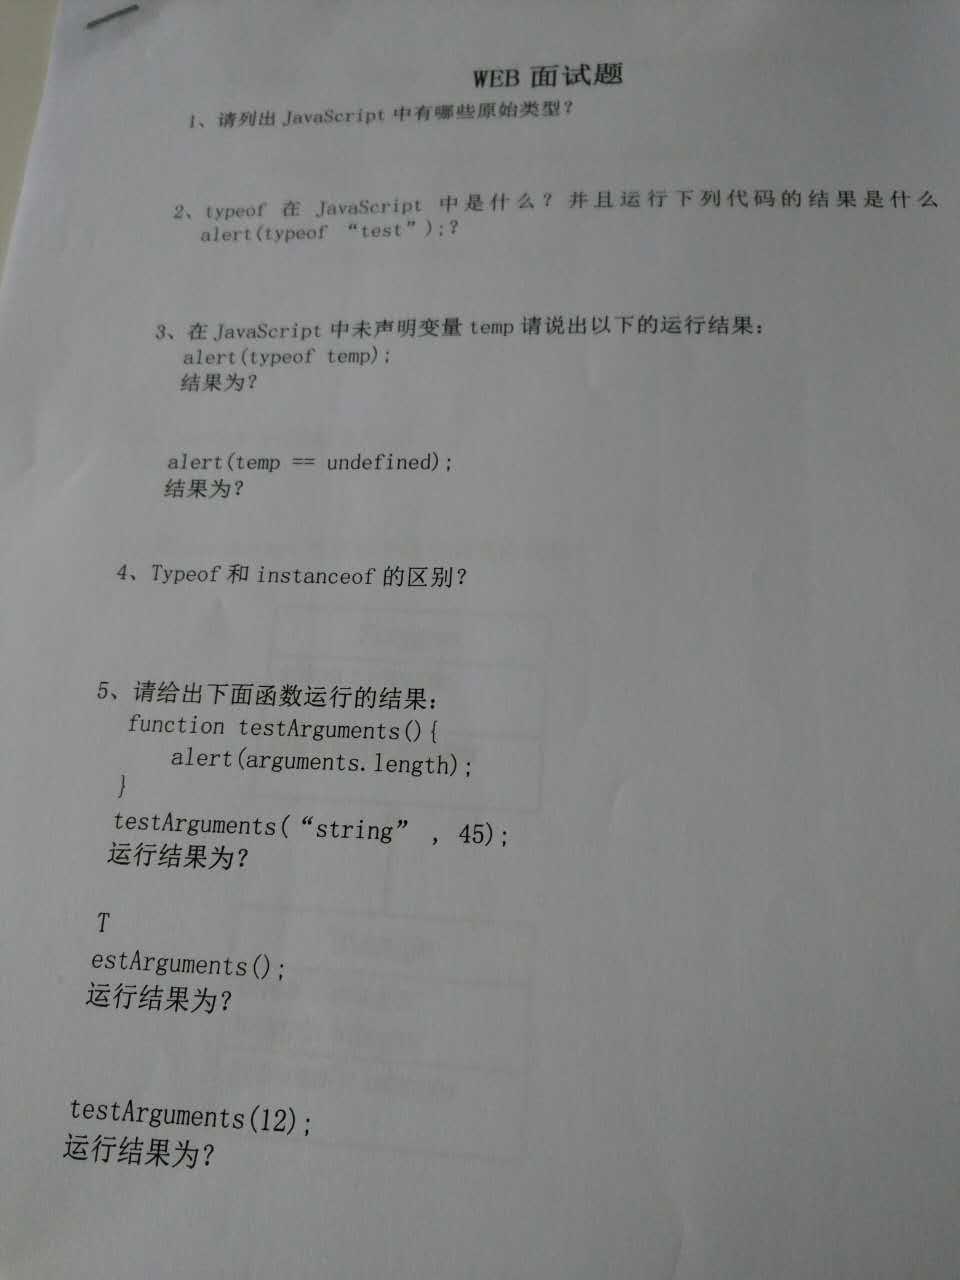 WEB 面试题
1、请列出 JavaScript 中有哪些原始类型？
2、typeof 在 JavaScript 中是什么？并且运行下列代码的结果是什么
alert(typeof “test”);？
3、在 JavaScript 中未声明变量 temp 请说出以下的运行结果：
alert(typeof temp);
结果为？
alert(temp == undefined);
结果为？
4、Typeof 和 instanceof 的区别？
5、请给出下面函数运行的结果：
function testArguments(){
alert(arguments.length);
}
testArguments(“string” , 45);
运行结果为？
T
estArguments();
运行结果为？
testArguments(12);
运行结果为？